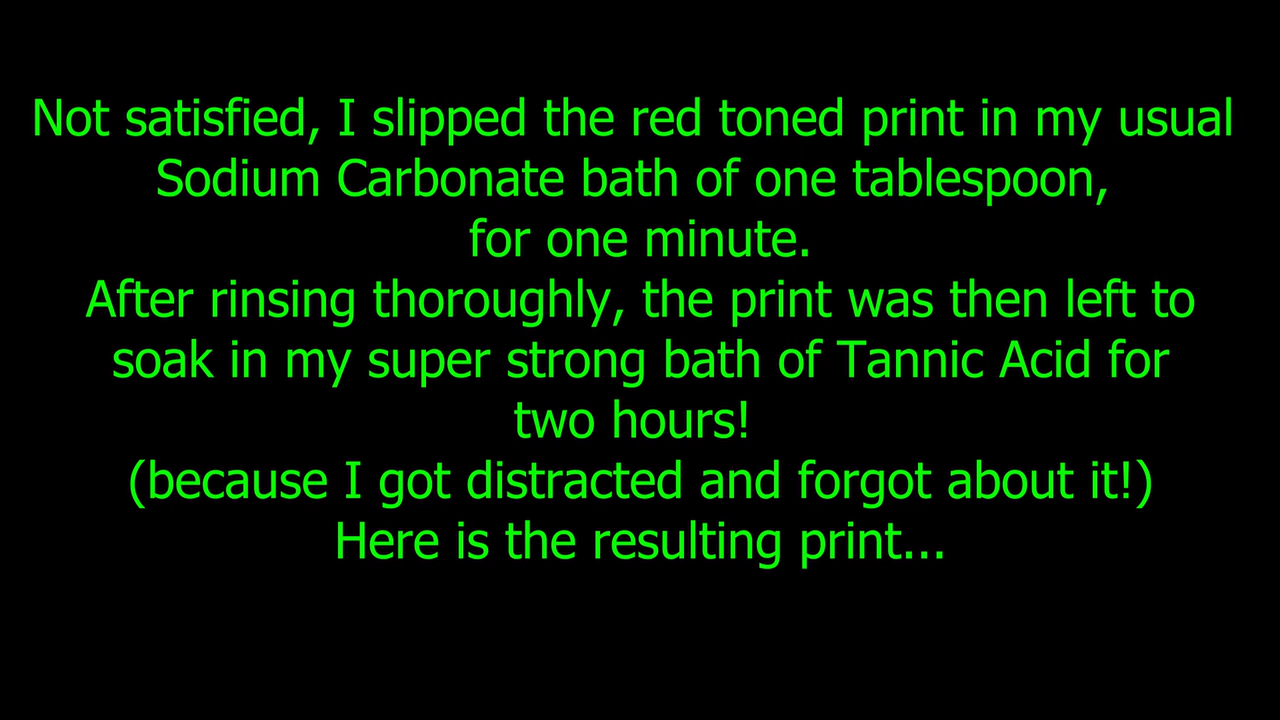 Not satisfied, I slipped the red toned print in my usual
Sodium Carbonate bath of one tablespoon,
for one minute.
After rinsing thoroughly, the print was then left to
soak in my super strong bath of Tannic Acid for
two hours!
(because I got distracted and forgot about it!)
Here is the resulting print...